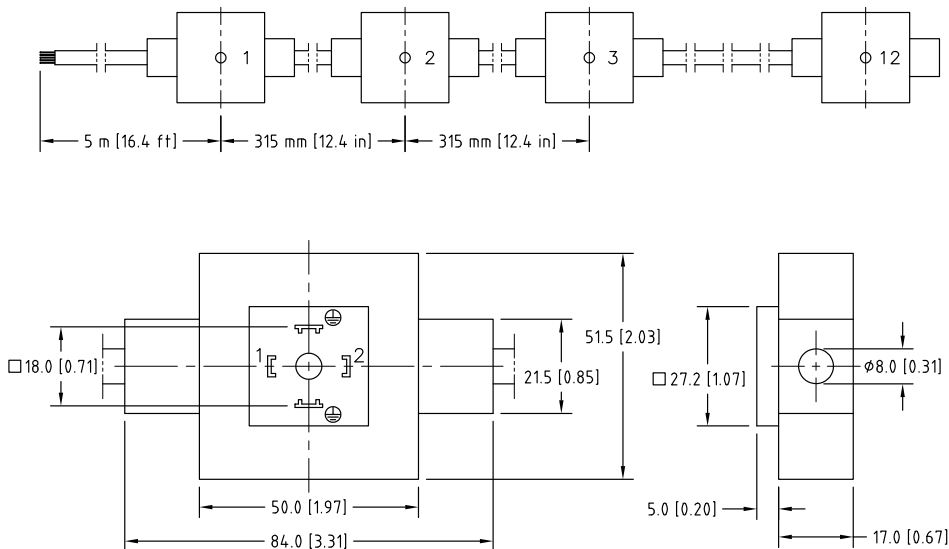 1 2 3 12
5 m [16.4 ft] 315 mm [12.4 in] 315 mm [12.4 in]
51.5 [2.03]
1 2
□18.0 [0.71] 21.5 [0.85] □27.2 [1.07] ø8.0 [0.31]
50.0 [1.97] 5.0 [0.20]
84.0 [3.31] 17.0 [0.67]